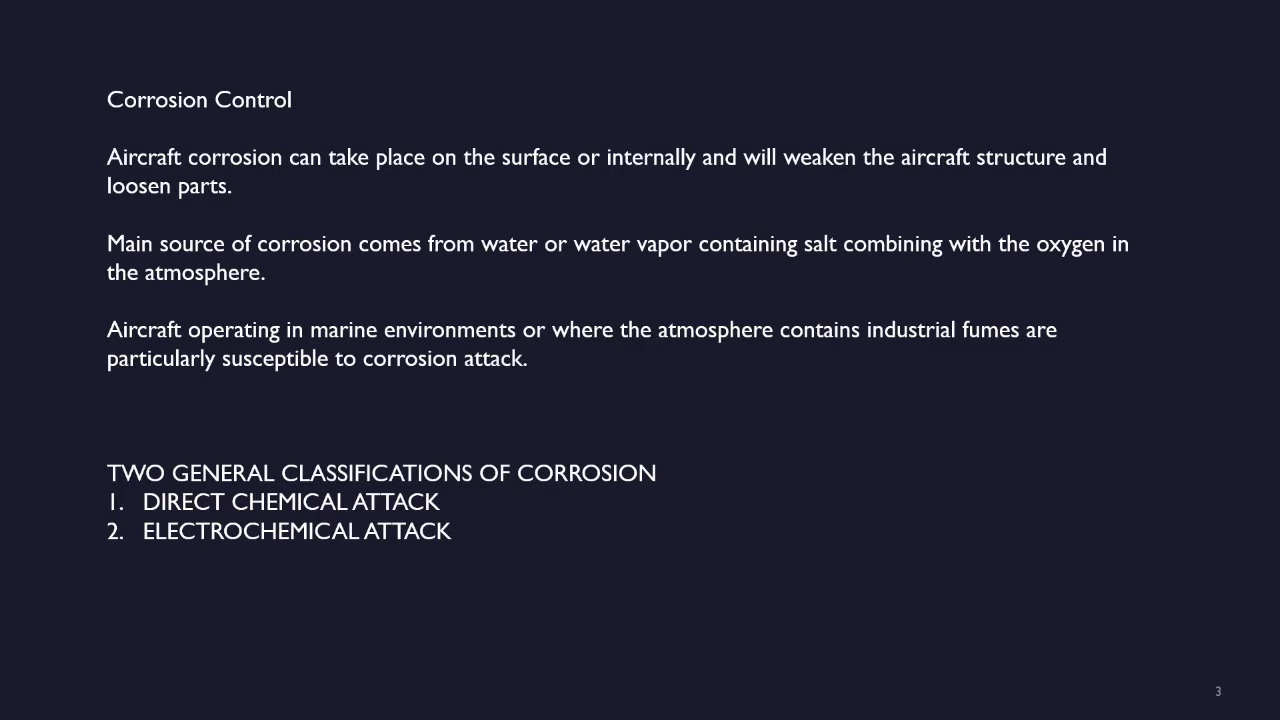 Corrosion Control
Aircraft corrosion can take place on the surface or internally and will weaken the aircraft structure and
loosen parts.
Main source of corrosion comes from water or water vapor containing salt combining with the oxygen in
the atmosphere.
Aircraft operating in marine environments or where the atmosphere contains industrial fumes are
particularly susceptible to corrosion attack.
TWO GENERAL CLASSIFICATIONS OF CORROSION
1. DIRECT CHEMICAL ATTACK
2. ELECTROCHEMICAL ATTACK
3